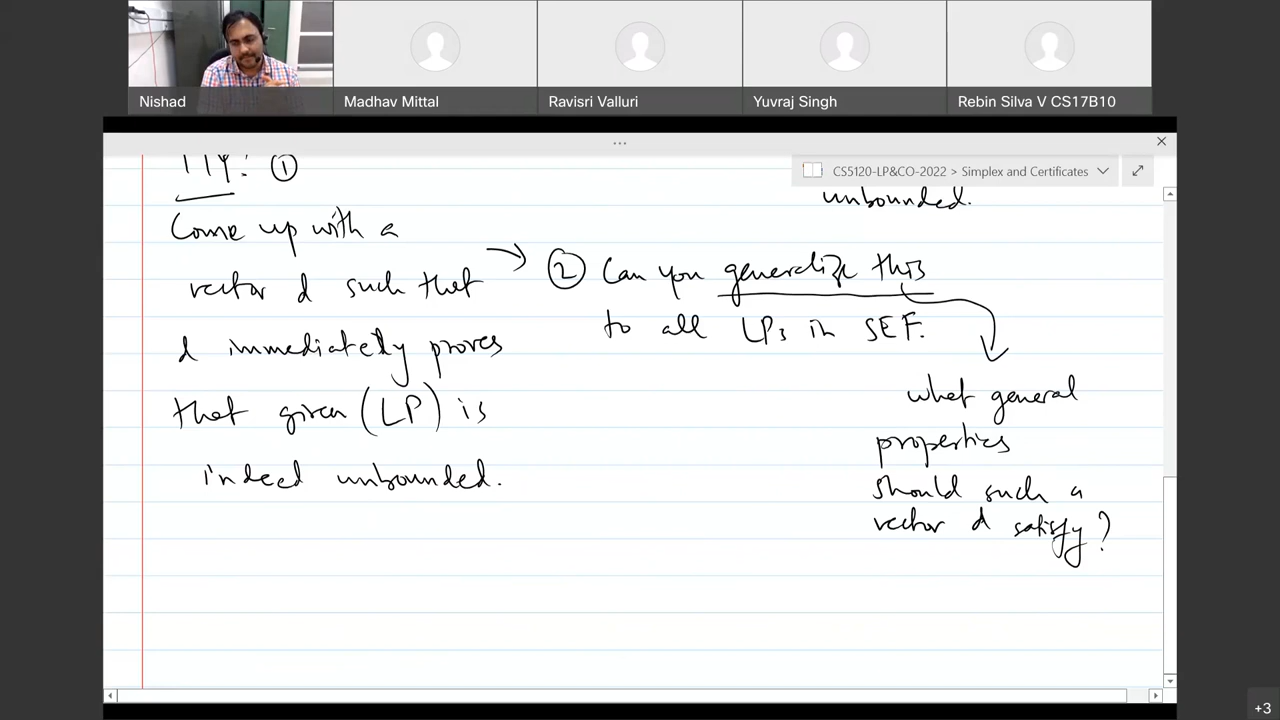 Nishad
Madhav Mittal
Ravisri Valluri
Yuvraj Singh
Rebin Silva V CS17B10
CS5120-LP&CO-2022 > Simplex and Certificates
TTY: ①
unbounded.
Come up with a
vector d such that
d immediately proves
that given (LP) is
indeed unbounded.
→ ② Can you generalize this
to all LPs in SEF.
what general
properties
should such a
vector d satisfy?
+3